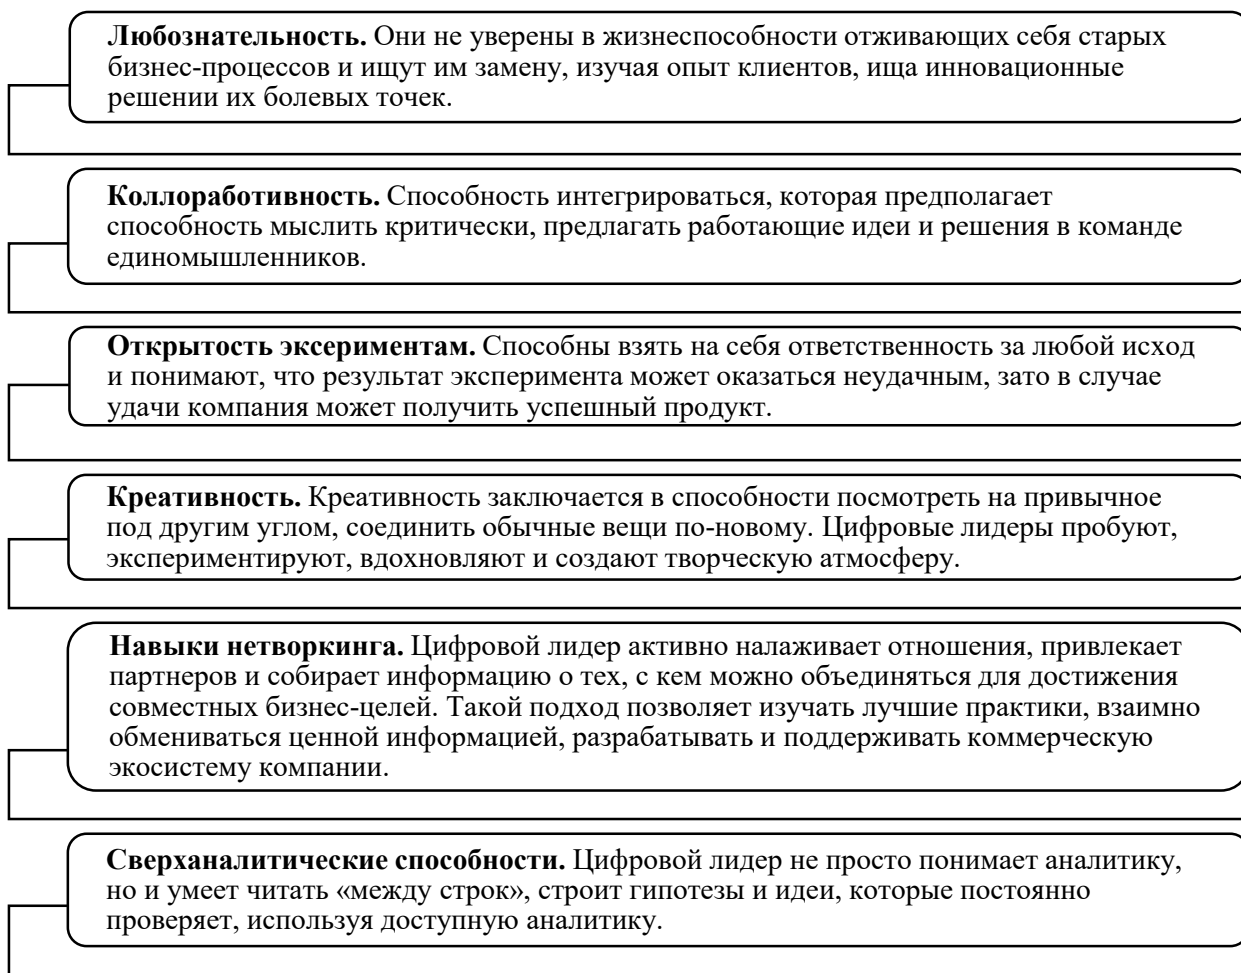 Любознательность. Они не уверены в жизнеспособности отживающих себя старых
бизнес-процессов и ищут им замену, изучая опыт клиентов, ища инновационные
решении их болевых точек.
Коллоработивность. Способность интегрироваться, которая предполагает
способность мыслить критически, предлагать работающие идеи и решения в команде
единомышленников.
Открытость эксериментам. Способны взять на себя ответственность за любой исход
и понимают, что результат эксперимента может оказаться неудачным, зато в случае
удачи компания может получить успешный продукт.
Креативность. Креативность заключается в способности посмотреть на привычное
под другим углом, соединить обычные вещи по-новому. Цифровые лидеры пробуют,
экспериментируют, вдохновляют и создают творческую атмосферу.
Навыки нетворкинга. Цифровой лидер активно налаживает отношения, привлекает
партнеров и собирает информацию о тех, с кем можно объединяться для достижения
совместных бизнес-целей. Такой подход позволяет изучать лучшие практики, взаимно
обмениваться ценной информацией, разрабатывать и поддерживать коммерческую
экосистему компании.
Сверханалитические способности. Цифровой лидер не просто понимает аналитику,
но и умеет читать «между строк», строит гипотезы и идеи, которые постоянно
проверяет, используя доступную аналитику.